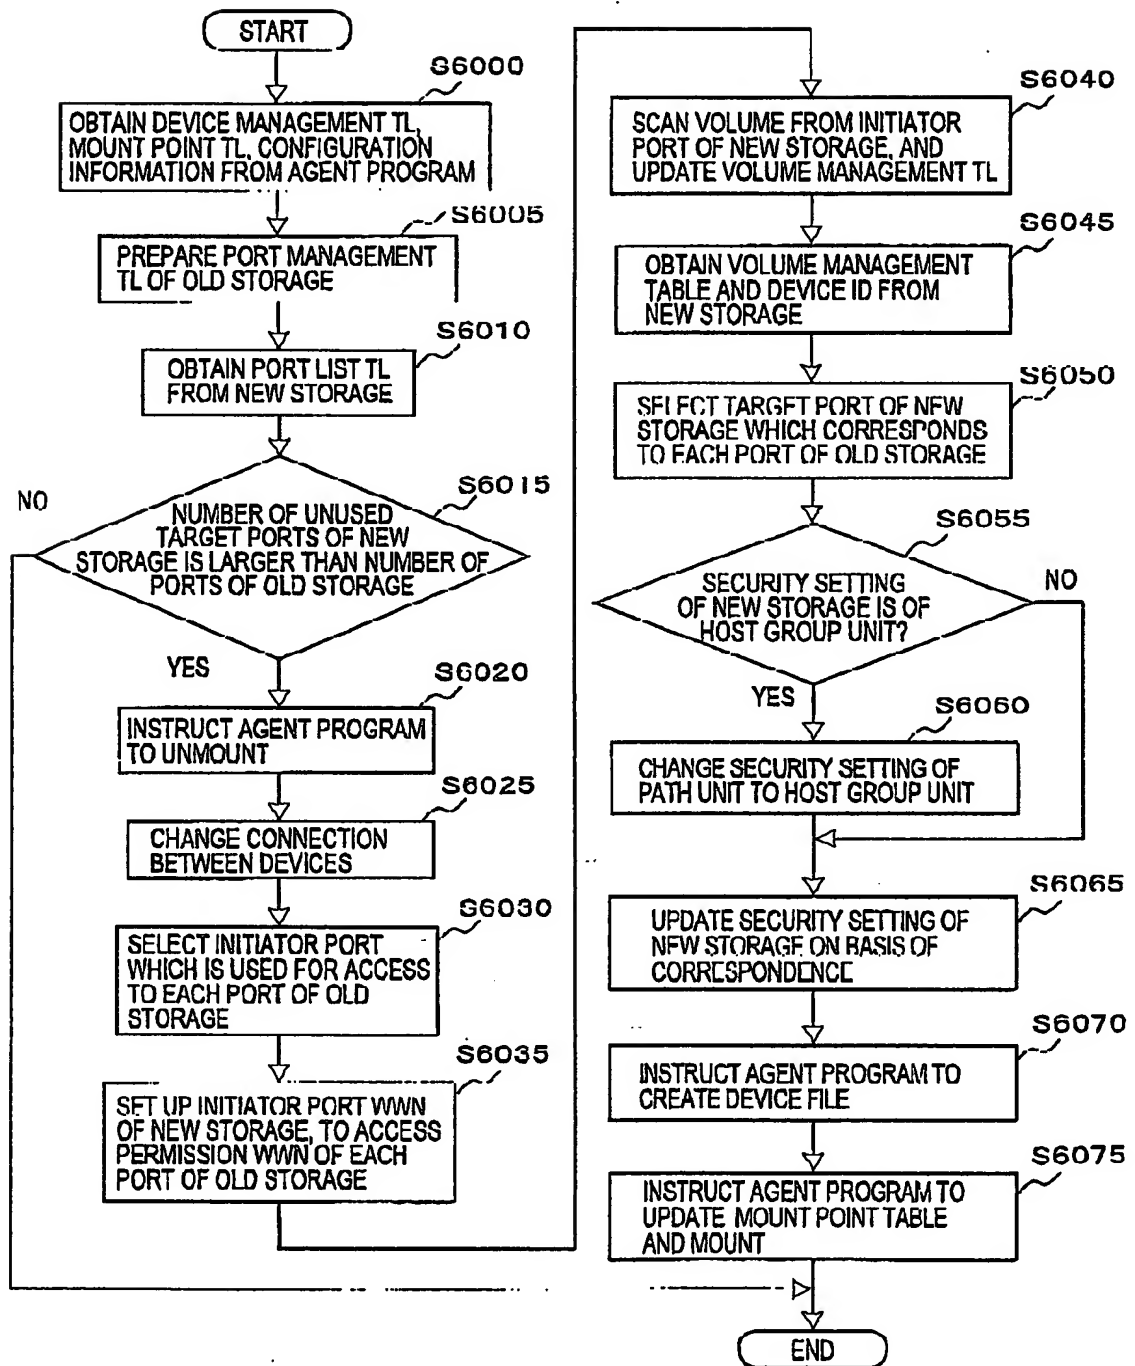 START
S6000
OBTAIN DEVICE MANAGEMENT TL,
MOUNT POINT TL, CONFIGURATION
INFORMATION FROM AGENT PROGRAM
S6005
PREPARE PORT MANAGEMENT
TL OF OLD STORAGE
S6010
OBTAIN PORT LIST TL
FROM NEW STORAGE
S6015
NO
NUMBER OF UNUSED
TARGET PORTS OF NEW
STORAGE IS LARGER THAN NUMBER OF
PORTS OF OLD STORAGE
YES
S6020
INSTRUCT AGENT PROGRAM
TO UNMOUNT
S6025
CHANGE CONNECTION
BETWEEN DEVICES
S6030
SELECT INITIATOR PORT
WHICH IS USED FOR ACCESS
TO EACH PORT OF OLD
STORAGE
S6035
SET UP INITIATOR PORT WWN
OF NEW STORAGE, TO ACCESS
PERMISSION WWN OF EACH
PORT OF OLD STORAGE
S6040
SCAN VOLUME FROM INITIATOR
PORT OF NEW STORAGE, AND
UPDATE VOLUME MANAGEMENT TL
S6045
OBTAIN VOLUME MANAGEMENT
TABLE AND DEVICE ID FROM
NEW STORAGE
S6050
SELECT TARGET PORT OF NEW
STORAGE WHICH CORRESPONDS
TO EACH PORT OF OLD STORAGE
S6055
SECURITY SETTING
OF NEW STORAGE IS OF
HOST GROUP UNIT?
NO
YES
S6060
CHANGE SECURITY SETTING OF
PATH UNIT TO HOST GROUP UNIT
S6065
UPDATE SECURITY SETTING OF
NEW STORAGE ON BASIS OF
CORRESPONDENCE
S6070
INSTRUCT AGENT PROGRAM TO
CREATE DEVICE FILE
S6075
INSTRUCT AGENT PROGRAM TO
UPDATE MOUNT POINT TABLE
AND MOUNT
END